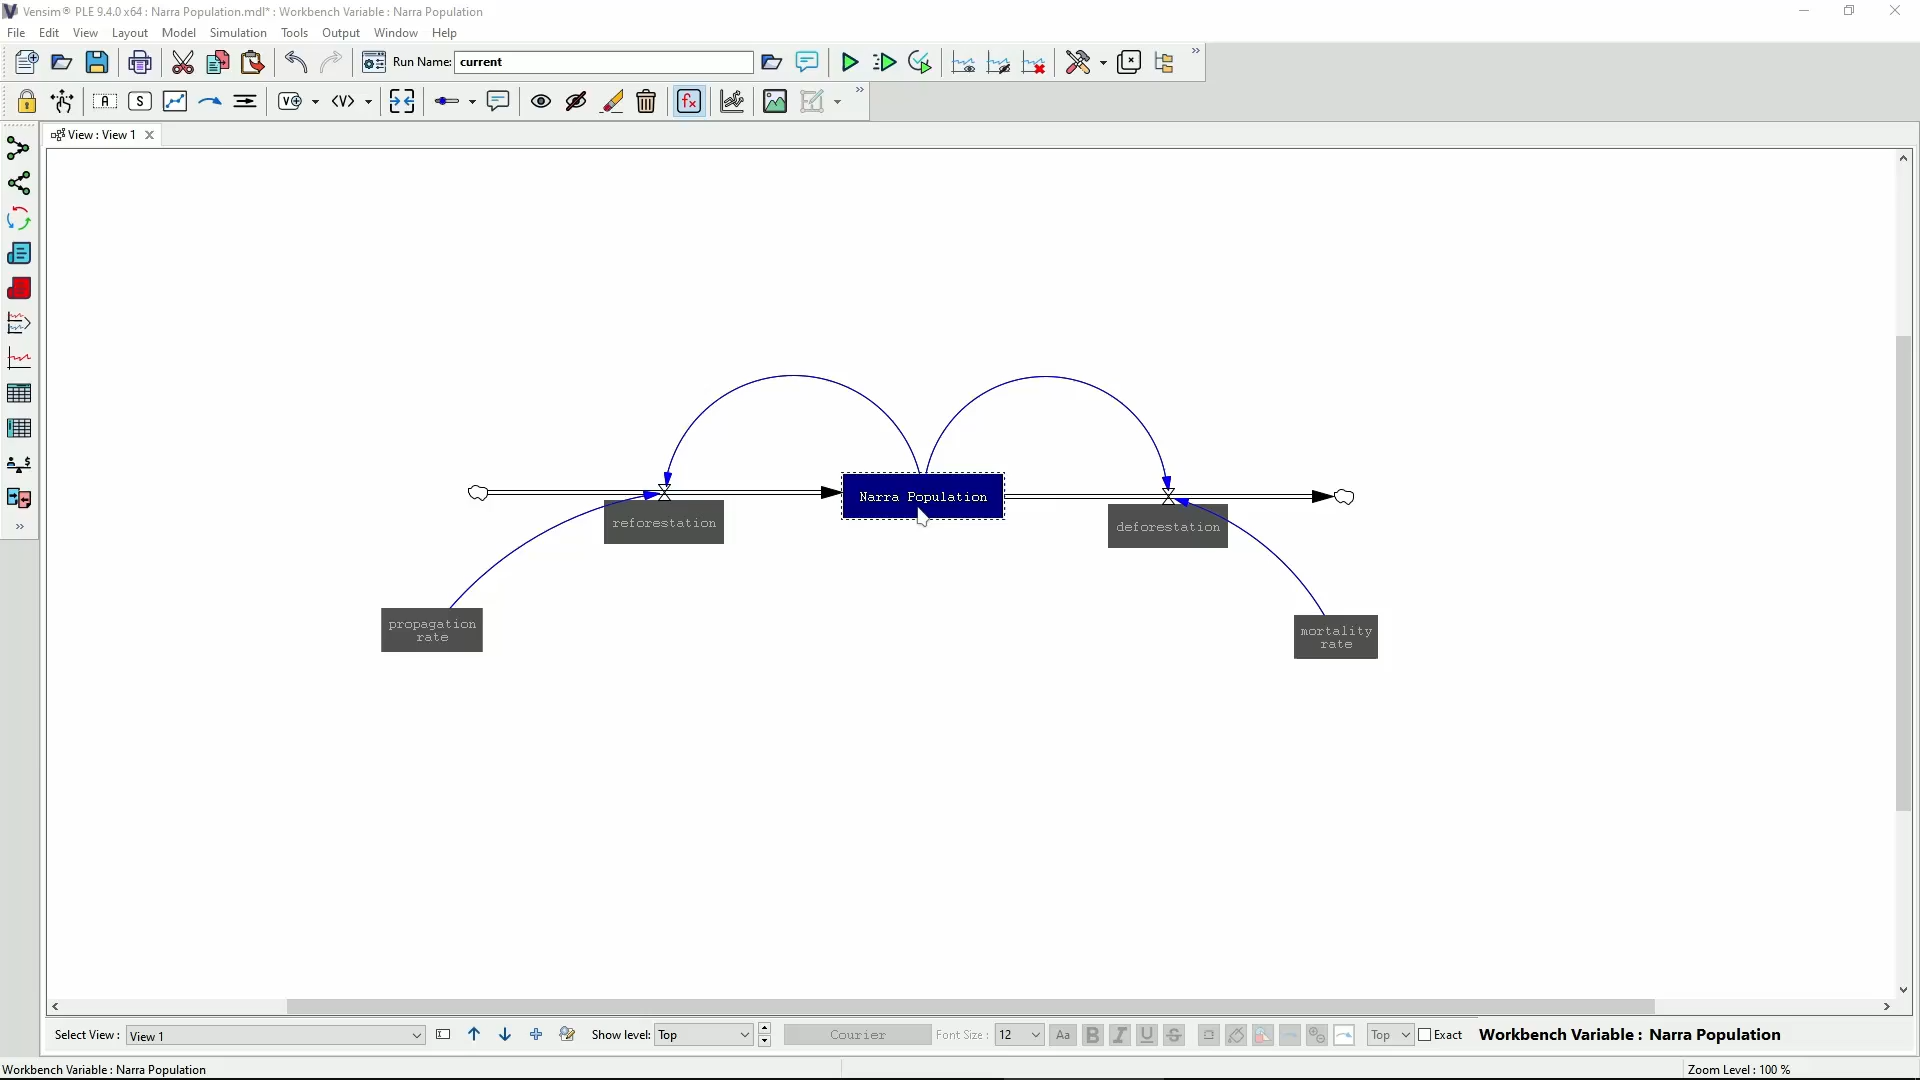 Vensim® PLE 9.4.0 x64 : Narra Population.mdl* : Workbench Variable : Narra Population
File Edit View Layout Model Simulation Tools Output Window Help
Run Name: current
View : View 1
reforestation
Narra Population
deforestation
propagation
rate
mortality
rate
Select View : View 1 Show level: Top Courier Font Size : 12 Aa B I U S Top Exact Workbench Variable : Narra Population
Workbench Variable : Narra Population Zoom Level : 100 %